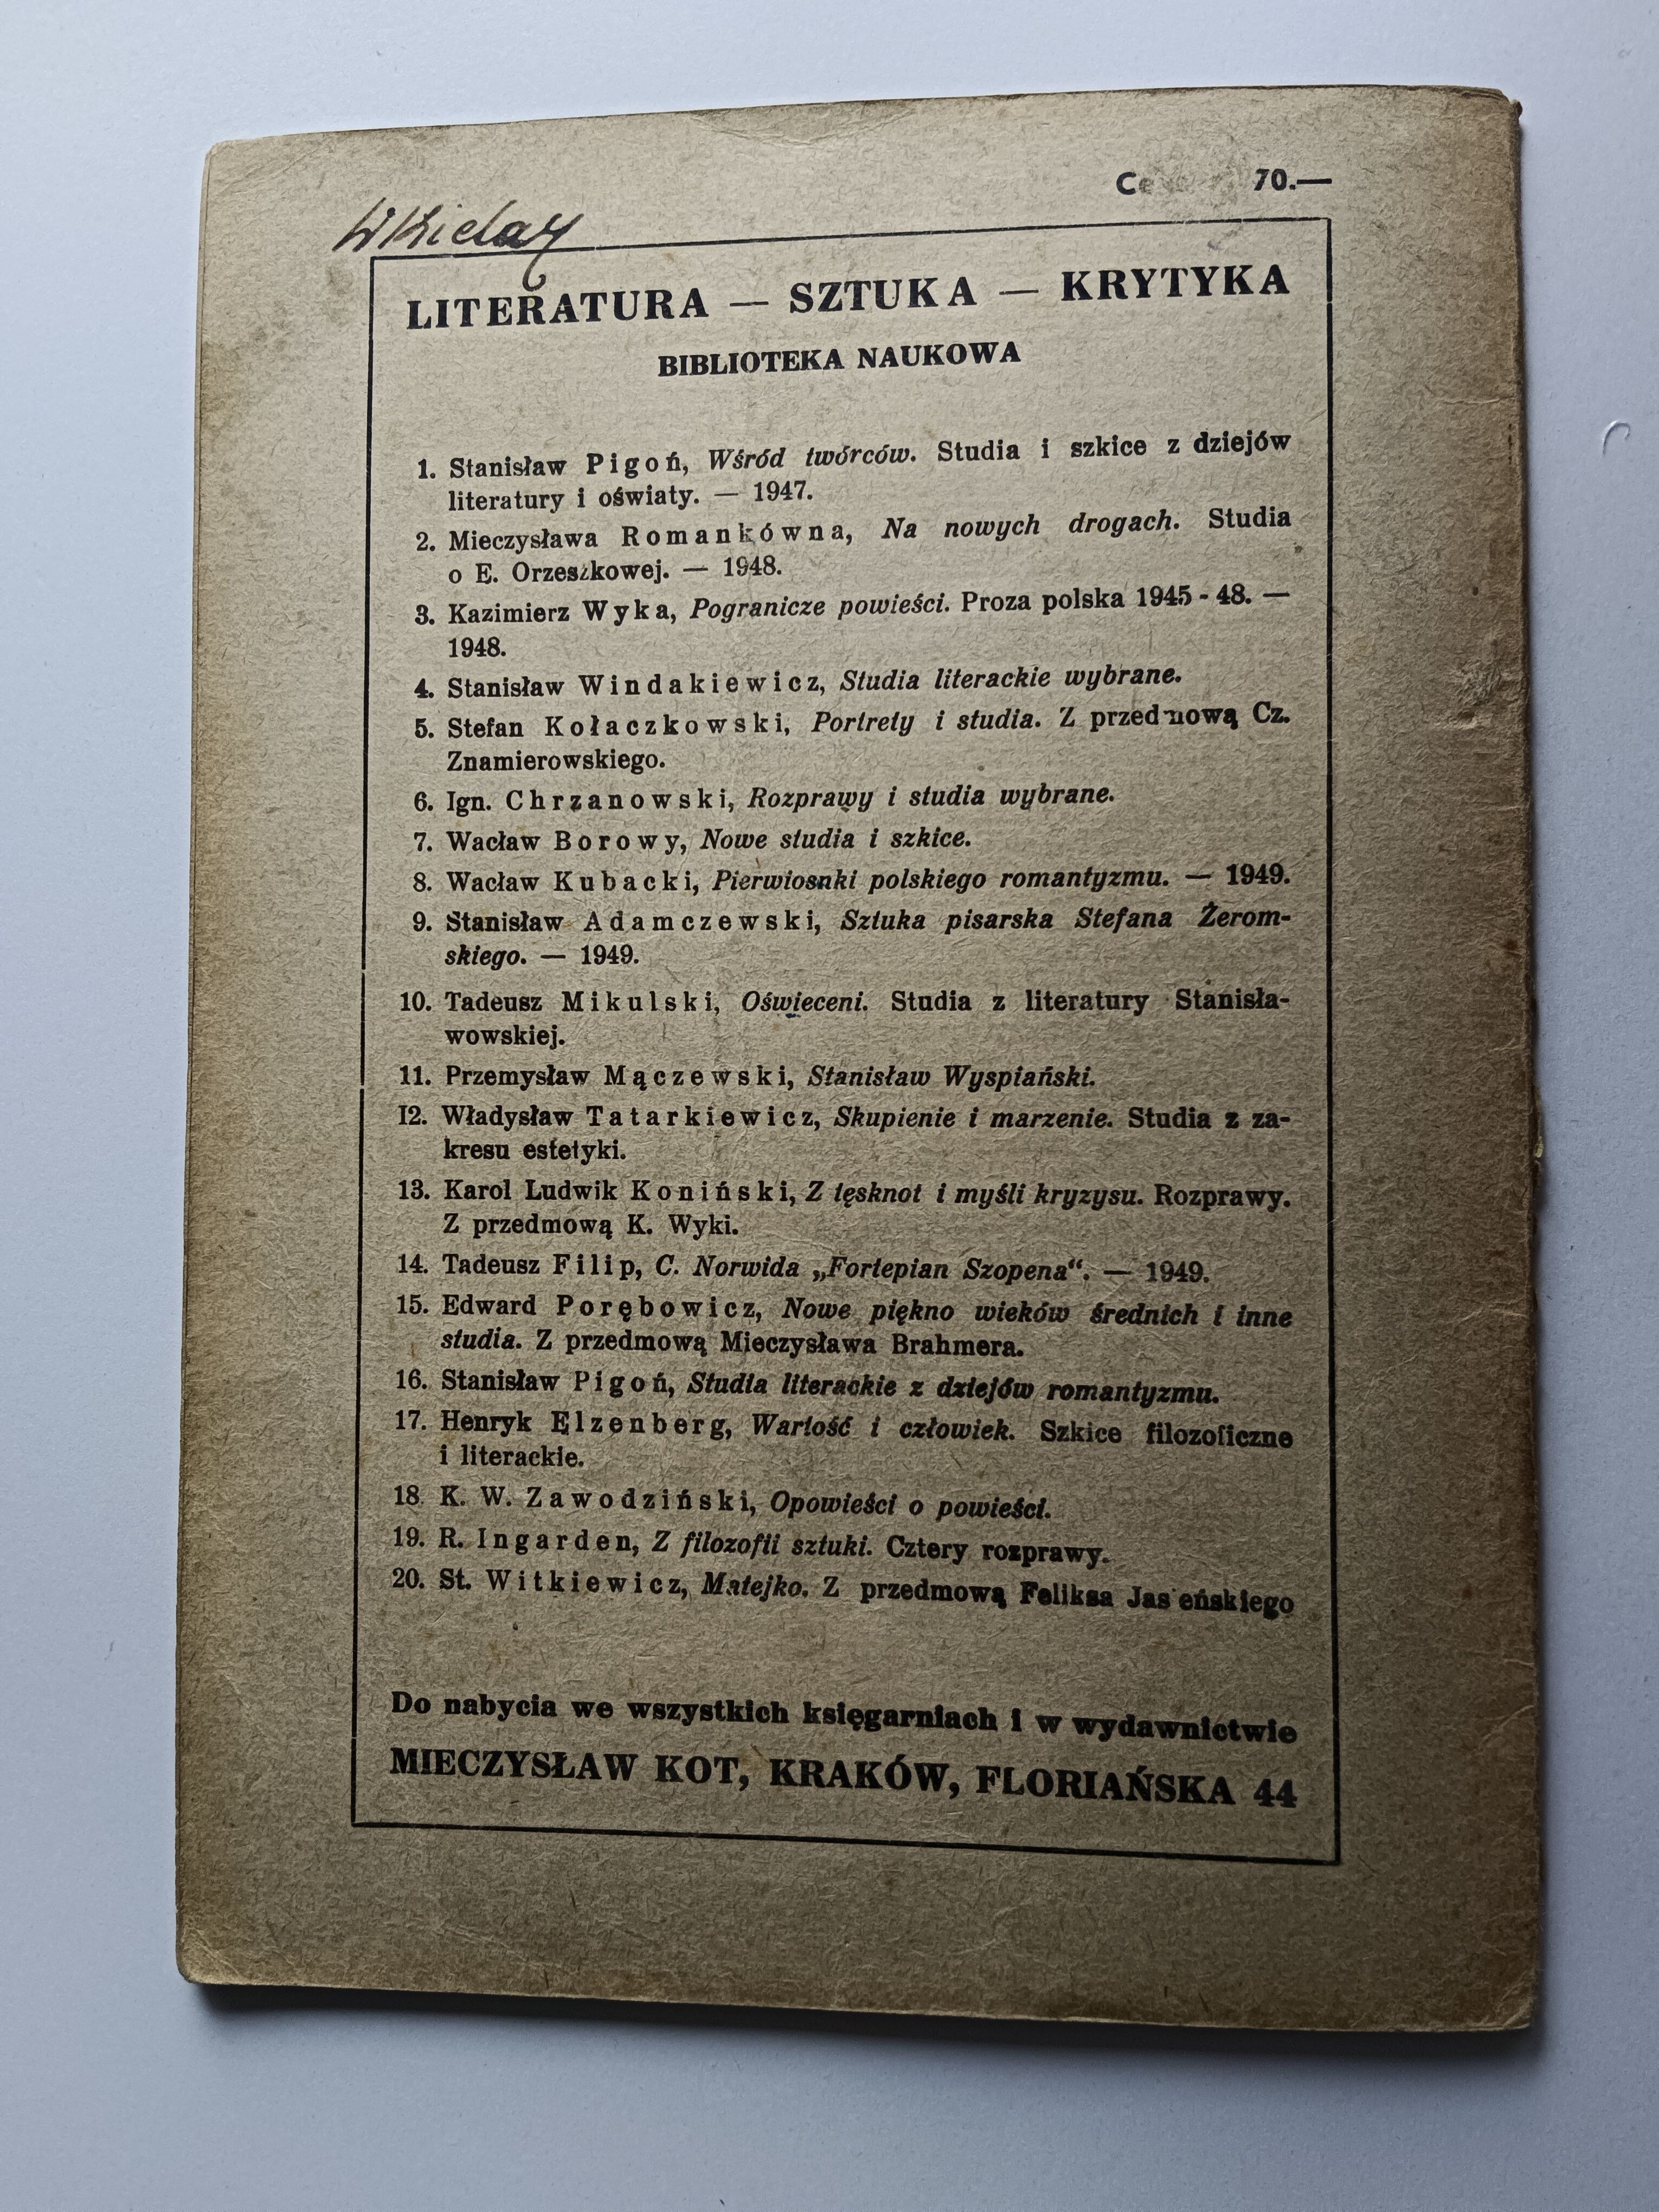 70.—
LITERATURA — SZTUKA — KRYTYKA
BIBLIOTEKA NAUKOWA
1. Stanisław Pigoń, Wśród twórców. Studia i szkice z dziejów
literatury i oświaty. — 1947.
2. Mieczysława Romankówna, Na nowych drogach. Studia
o E. Orzeszkowej. — 1948.
3. Kazimierz Wyka, Pogranicze powieści. Proza polska 1945 - 48. —
1948.
4. Stanisław Windakiewicz, Studia literackie wybrane.
5. Stefan Kołaczkowski, Portrety i studia. Z przedmową Cz.
Znamierowskiego.
6. Ign. Chrzanowski, Rozprawy i studia wybrane.
7. Wacław Borowy, Nowe studia i szkice.
8. Wacław Kubacki, Pierwiosnki polskiego romantyzmu. — 1949.
9. Stanisław Adamczewski, Sztuka pisarska Stefana Żerom-
skiego. — 1949.
10. Tadeusz Mikulski, Oświeceni. Studia z literatury Stanisła-
wowskiej.
11. Przemysław Mączewski, Stanisław Wyspiański.
12. Władysław Tatarkiewicz, Skupienie i marzenie. Studia z za-
kresu estetyki.
13. Karol Ludwik Koniński, Z tęsknot i myśli kryzysu. Rozprawy.
Z przedmową K. Wyki.
14. Tadeusz Filip, C. Norwida „Fortepian Szopena“. — 1949.
15. Edward Porębowicz, Nowe piękno wieków średnich i inne
studia. Z przedmową Mieczysława Brahmera.
16. Stanisław Pigoń, Studia literackie z dziejów romantyzmu.
17. Henryk Elzenberg, Wartość i człowiek. Szkice filozoficzne
i literackie.
18 K. W. Zawodziński, Opowieści o powieści.
19. R. Ingarden, Z filozofii sztuki. Cztery rozprawy.
20. St. Witkiewicz, Matejko. Z przedmową Feliksa Jasieńskiego
Do nabycia we wszystkich księgarniach i w wydawnictwie
MIECZYSŁAW KOT, KRAKÓW, FLORIAŃSKA 44